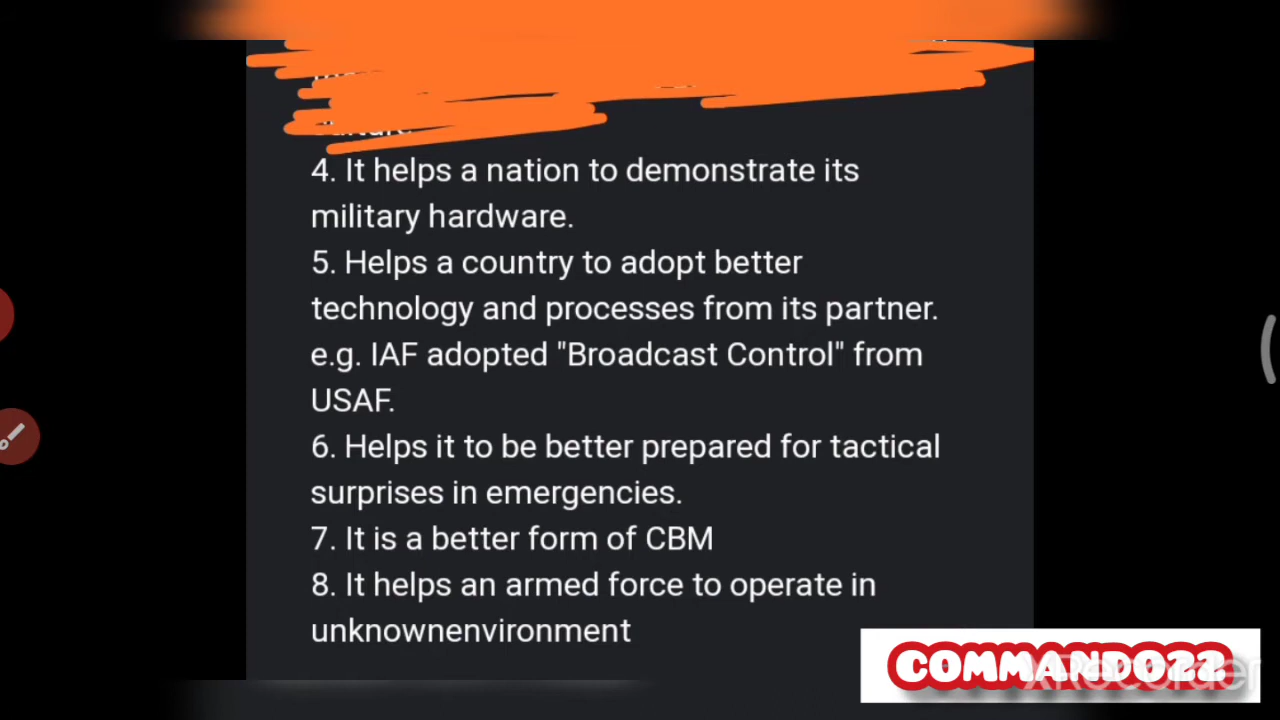 4. It helps a nation to demonstrate its
military hardware.
5. Helps a country to adopt better
technology and processes from its partner.
e.g. IAF adopted "Broadcast Control" from
USAF.
6. Helps it to be better prepared for tactical
surprises in emergencies.
7. It is a better form of CBM
8. It helps an armed force to operate in
unknownenvironment
COMMANDO22
XRecorder